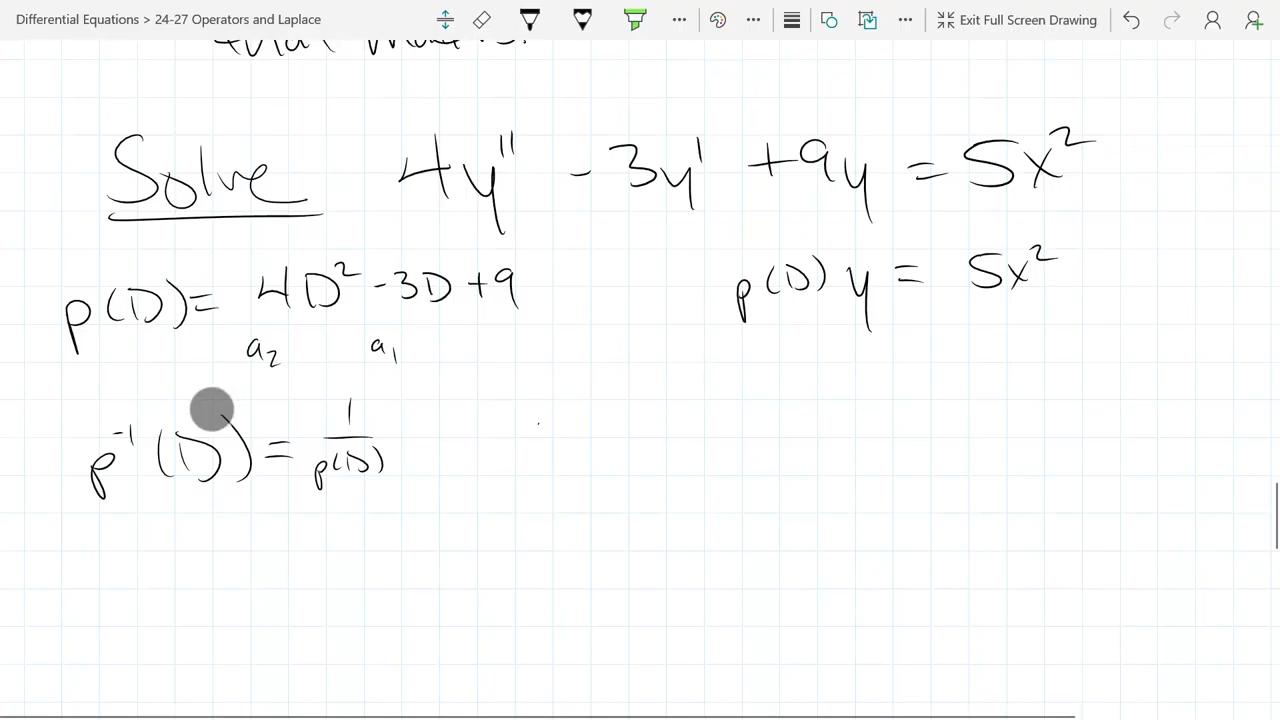 Differential Equations > 24-27 Operators and Laplace
Exit Full Screen Drawing
Solve 4y'' - 3y' + 9y = 5x²
p(D) = 4D² - 3D + 9
p(D) y = 5x²
a₂ a₁
p⁻¹(D) = 1/p(D)